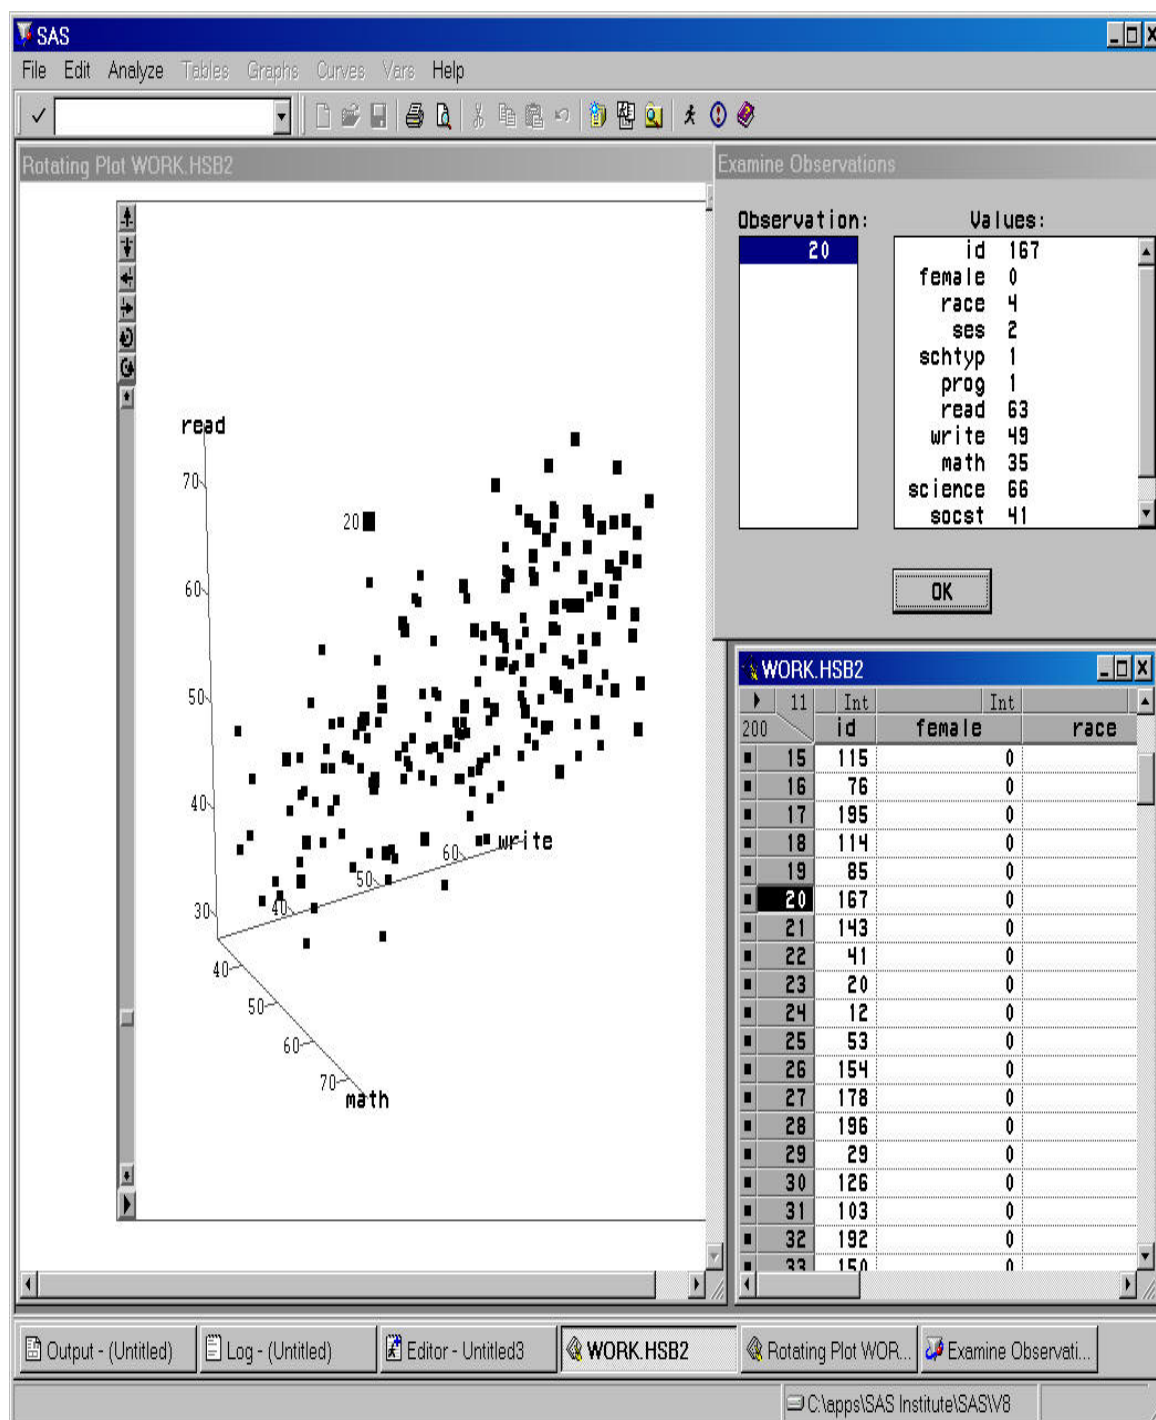 SAS
File Edit Analyze Tables Graphs Curves Vars Help
Rotating Plot WORK.HSB2
read
70
20
60
50
40
30
write
60
50
40
40
50
60
70
math
Examine Observations
Observation: Values:
20
id 167
female 0
race 4
ses 2
schtyp 1
prog 1
read 63
write 49
math 35
science 66
socst 41
OK
WORK.HSB2
11 Int Int
200 id female race
15 115 0
16 76 0
17 195 0
18 114 0
19 85 0
20 167 0
21 143 0
22 41 0
23 20 0
24 12 0
25 53 0
26 154 0
27 178 0
28 196 0
29 29 0
30 126 0
31 103 0
32 192 0
33 150 0
Output - (Untitled) Log - (Untitled) Editor - Untitled3 WORK.HSB2 Rotating Plot WOR... Examine Observati...
C:\apps\SAS Institute\SAS\V8